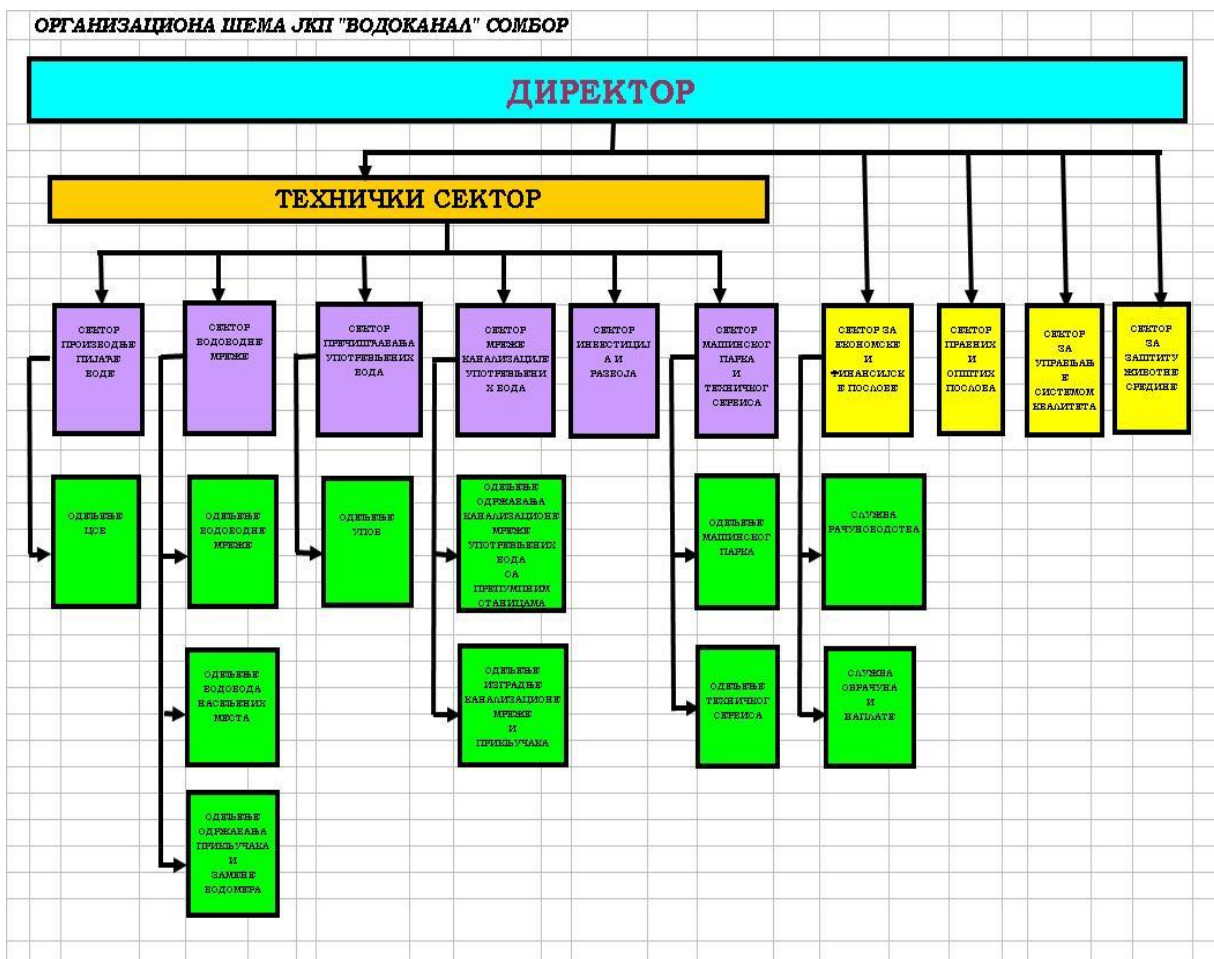 ОРГАНИЗАЦИОНА ШЕМА ЈКП "ВОДОКАНАЛ" СОМБОР
ДИРЕКТОР
ТЕХНИЧКИ СЕКТОР
СЕКТОР
ПРОИЗВОДЊЕ
ПИЈАЋЕ
ВОДЕ
СЕКТОР
ВОДОВОДНЕ
МРЕЖЕ
СЕКТОР
ПРЕЧИШЋАВАЊА
УПОТРЕБЉЕНИХ
ВОДА
СЕКТОР
МРЕЖЕ
КАНАЛИЗАЦИЈЕ
УПОТРЕБЉЕНИ
Х ВОДА
СЕКТОР
ИНВЕСТИЦИЈ
А И
РАЗВОЈА
СЕКТОР
МАШИНСКОГ
ПАРКА
И
ТЕХНИЧКОГ
СЕРВИСА
СЕКТОР ЗА
ЕКОНОМСКЕ
И
ФИНАНСИЈСК
Е ПОСЛОВЕ
СЕКТОР
ПРАВНИХ
И
ОПШТИХ
ПОСЛОВА
СЕКТОР
ЗА
УПРАВЉАЊ
Е
СИСТЕМОМ
КВАЛИТЕТА
СЕКТОР
ЗА
ЗАШТИТУ
ЖИВОТНЕ
СРЕДИНЕ
ОДЕЉЕЊЕ
ЦСВ
ОДЕЉЕЊЕ
ВОДОВОДНЕ
МРЕЖЕ
ОДЕЉЕЊЕ
УПОВ
ОДЕЉЕЊЕ
ОДРЖАВАЊА
КАНАЛИЗАЦИОНЕ
МРЕЖЕ
УПОТРЕБЉЕНИХ
ВОДА
СА
ПРЕПУМПНИМ
СТАНИЦАМА
ОДЕЉЕЊЕ
МАШИНСКОГ
ПАРКА
СЛУЖБА
РАЧУНОВОДСТВА
ОДЕЉЕЊЕ
ВОДОВОДА
НАСЕЉЕНИХ
МЕСТА
ОДЕЉЕЊЕ
ИЗГРАДЊЕ
КАНАЛИЗАЦИОНЕ
МРЕЖЕ
И
ПРИКЉУЧАКА
ОДЕЉЕЊЕ
ТЕХНИЧКОГ
СЕРВИСА
СЛУЖБА
ОБРАЧУНА
И
НАПЛАТЕ
ОДЕЉЕЊЕ
ОДРЖАВАЊА
ПРИКЉУЧАКА
И
ЗАМЕНЕ
ВОДОМЕРА